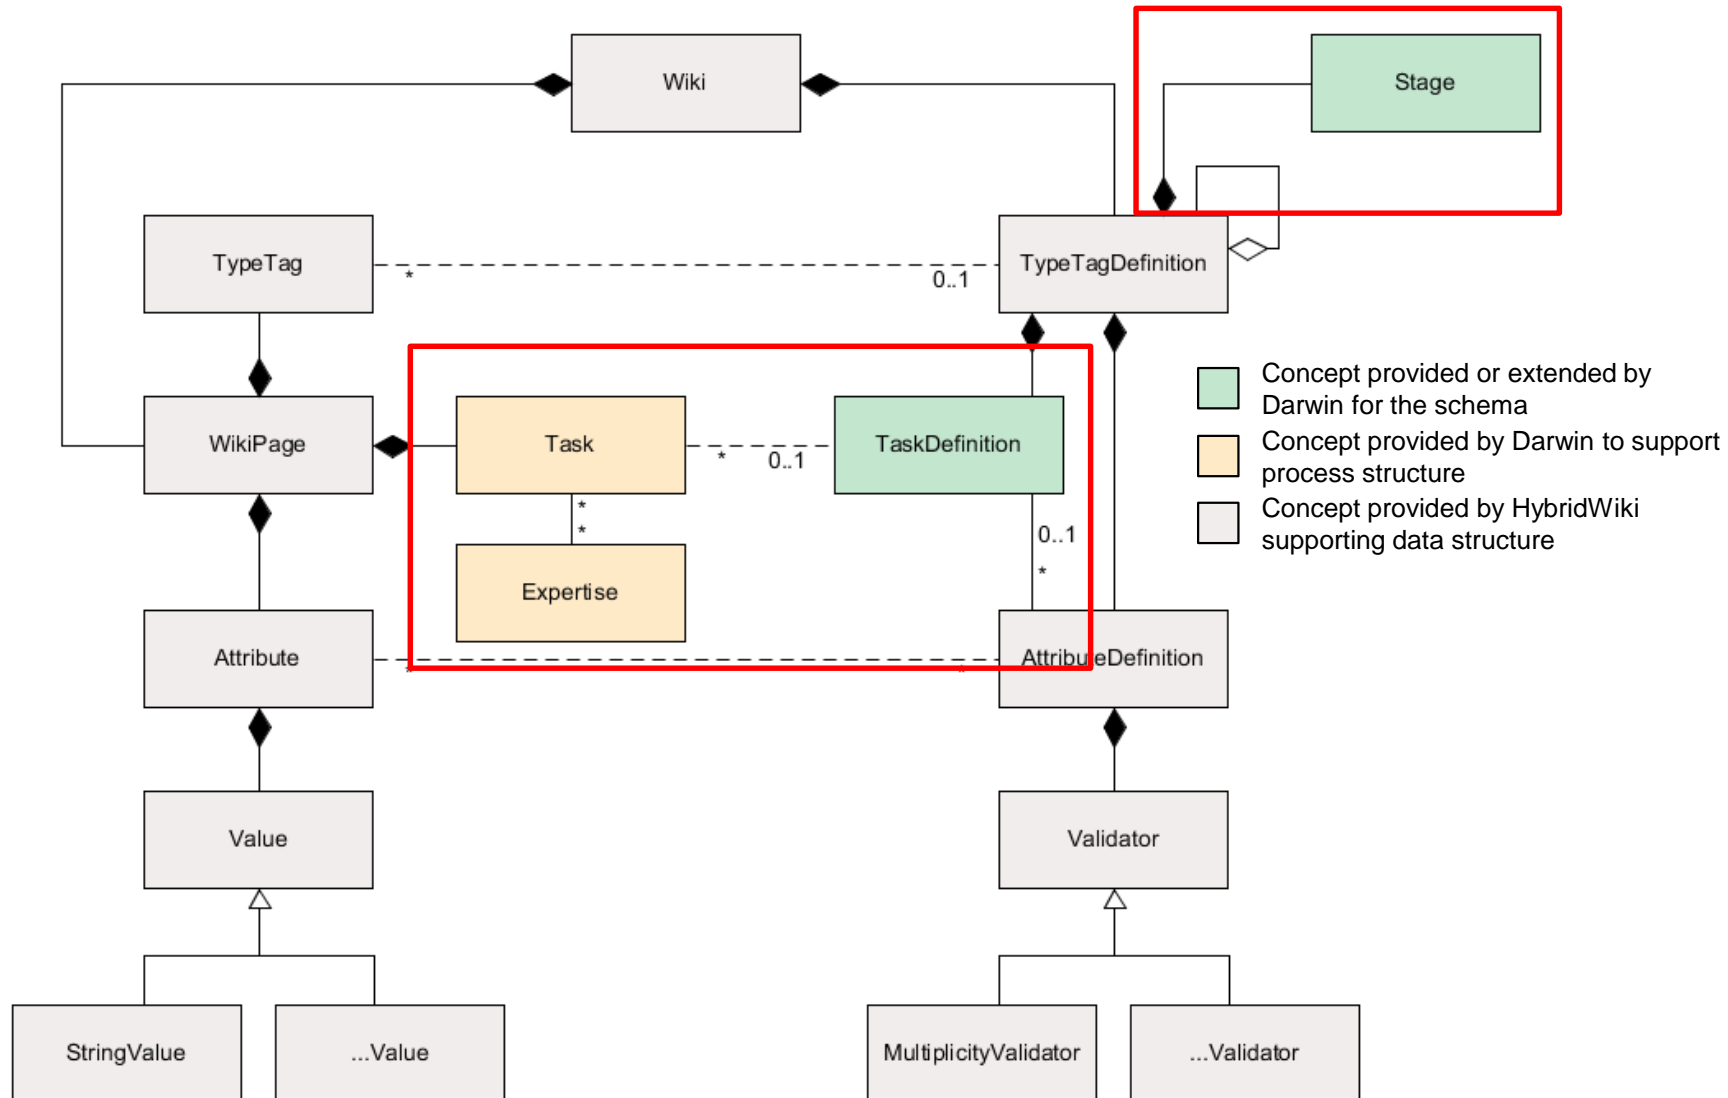 Wiki
Stage
TypeTag
*
0..1
TypeTagDefinition
WikiPage
Task
*
0..1
TaskDefinition
*
*
Expertise
0..1
*
Concept provided or extended by
Darwin for the schema
Concept provided by Darwin to support
process structure
Concept provided by HybridWiki
supporting data structure
Attribute
*
*
AttributeDefinition
Value
Validator
StringValue
...Value
MultiplicityValidator
...Validator